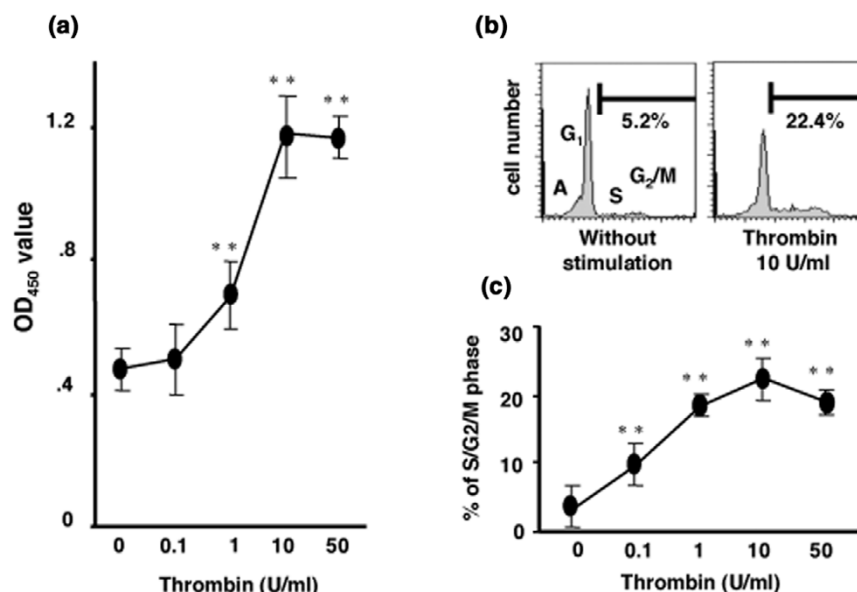 (a)
OD450 value
1.2
.8
.4
0
* *
* *
* *
0 0.1 1 10 50
Thrombin (U/ml)
(b)
cell number
G1
A
S
G2/M
5.2%
22.4%
Without
stimulation
Thrombin
10 U/ml
(c)
% of S/G2/M phase
30
20
10
0
* *
* *
* *
* *
0 0.1 1 10 50
Thrombin (U/ml)